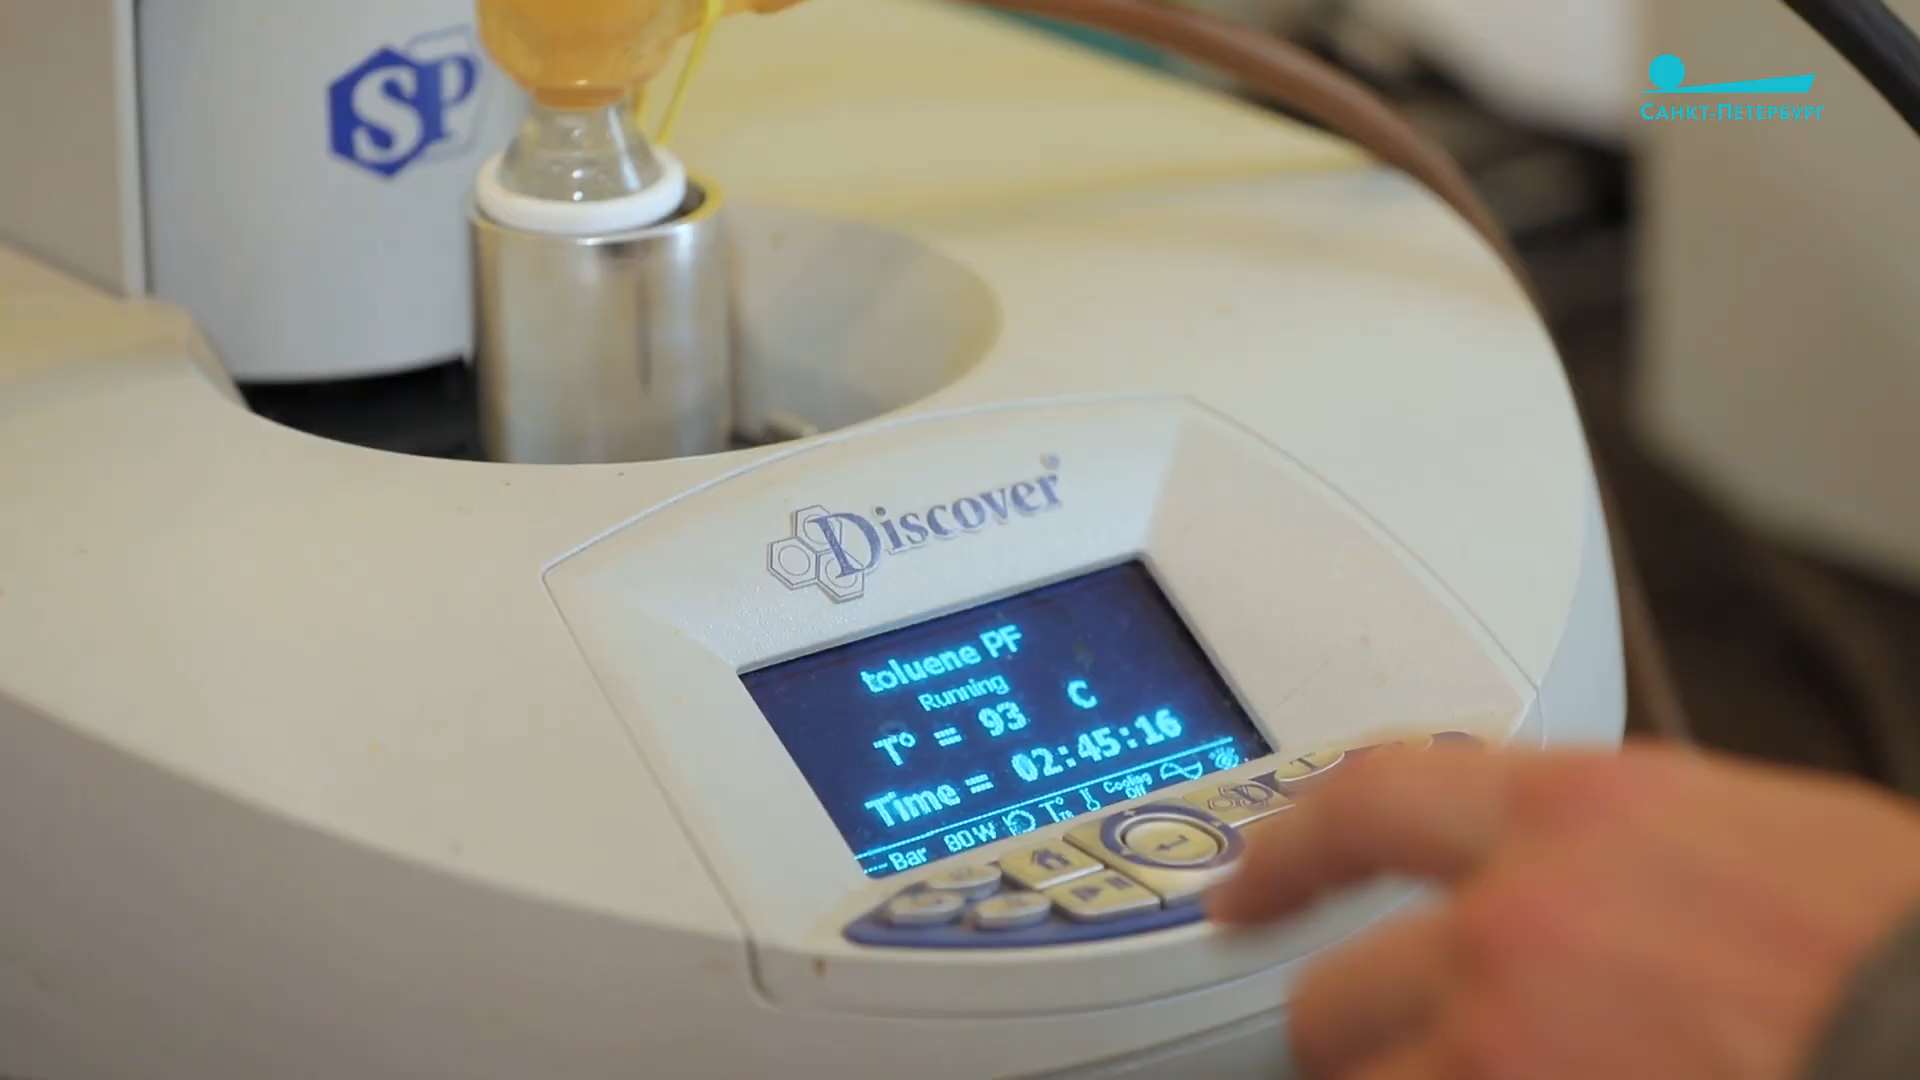 SP
САНКТ-ПЕТЕРБУРГ
Discover®
toluene PF
Running
T° = 93 C
Time = 02:45:16
--- Bar 80W Cooling Off